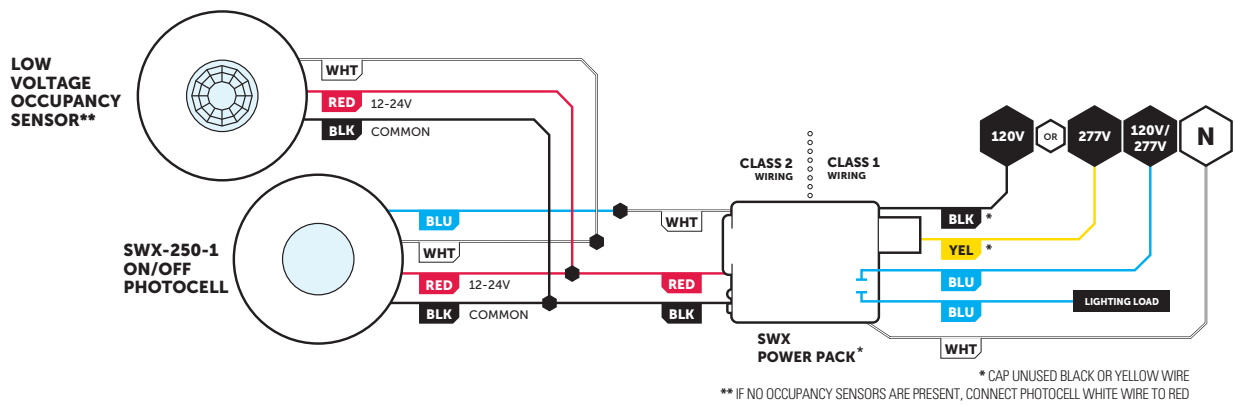 LOW
VOLTAGE
OCCUPANCY
SENSOR**
WHT
RED 12-24V
BLK COMMON
SWX-250-1
ON/OFF
PHOTOCELL
BLU
WHT
RED 12-24V
BLK COMMON
WHT
RED
BLK
CLASS 2
WIRING
CLASS 1
WIRING
SWX
POWER PACK*
120V OR 277V 120V/
277V N
BLK *
YEL *
BLU
BLU
LIGHTING LOAD
WHT
* CAP UNUSED BLACK OR YELLOW WIRE
** IF NO OCCUPANCY SENSORS ARE PRESENT, CONNECT PHOTOCELL WHITE WIRE TO RED